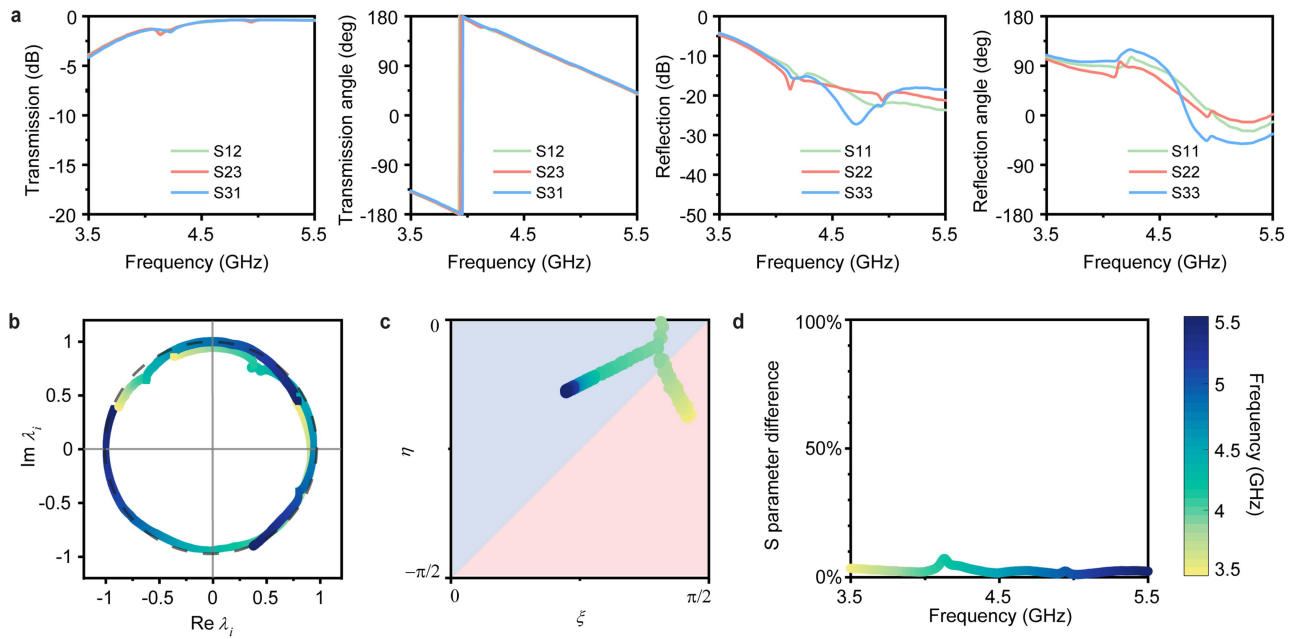 a
Transmission (dB)
0
-5
-10
-15
-20
S12
S23
S31
3.5
4.5
5.5
Frequency (GHz)
Transmission angle (deg)
180
90
0
-90
-180
S12
S23
S31
3.5
4.5
5.5
Frequency (GHz)
Reflection (dB)
0
-10
-20
-30
-40
-50
S11
S22
S33
3.5
4.5
5.5
Frequency (GHz)
Reflection angle (deg)
180
90
0
-90
-180
S11
S22
S33
3.5
4.5
5.5
Frequency (GHz)
b
Im λi
1
0.5
0
-0.5
-1
-1
-0.5
0
0.5
1
Re λi
c
η
0
−π/2
0
π/2
ξ
d
S parameter difference
100%
50%
0%
3.5
4
4.5
5
5.5
Frequency (GHz)
5.5
5
4.5
4
3.5
Frequency (GHz)